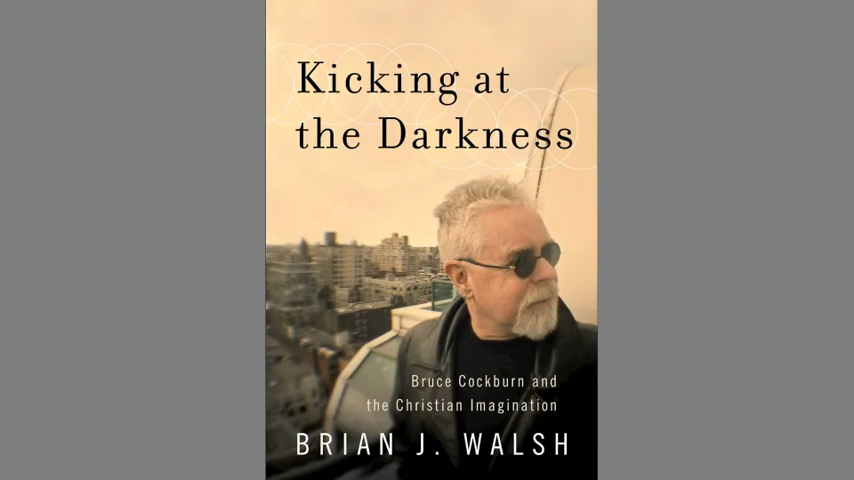 Kicking at
the Darkness
Bruce Cockburn and
the Christian Imagination
BRIAN J. WALSH